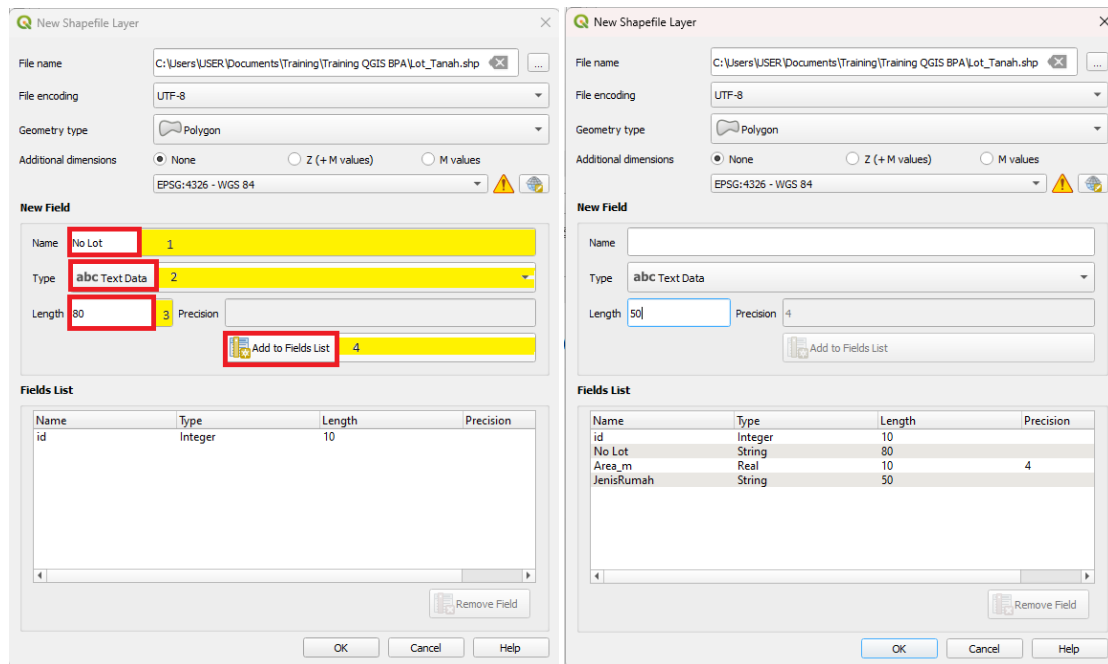 New Shapefile Layer
File name C:\Users\USER\Documents\Training\Training QGIS BPA\Lot_Tanah.shp ...
File encoding UTF-8
Geometry type Polygon
Additional dimensions None Z (+ M values) M values
EPSG:4326 - WGS 84
New Field
Name No Lot 1
Type abc Text Data 2
Length 80 3 Precision
Add to Fields List 4
Fields List
Name Type Length Precision
id Integer 10
Remove Field
OK Cancel Help
New Shapefile Layer
File name C:\Users\USER\Documents\Training\Training QGIS BPA\Lot_Tanah.shp ...
File encoding UTF-8
Geometry type Polygon
Additional dimensions None Z (+ M values) M values
EPSG:4326 - WGS 84
New Field
Name
Type abc Text Data
Length 50 Precision 4
Add to Fields List
Fields List
Name Type Length Precision
id Integer 10
No Lot String 80
Area_m Real 10 4
JenisRumah String 50
Remove Field
OK Cancel Help